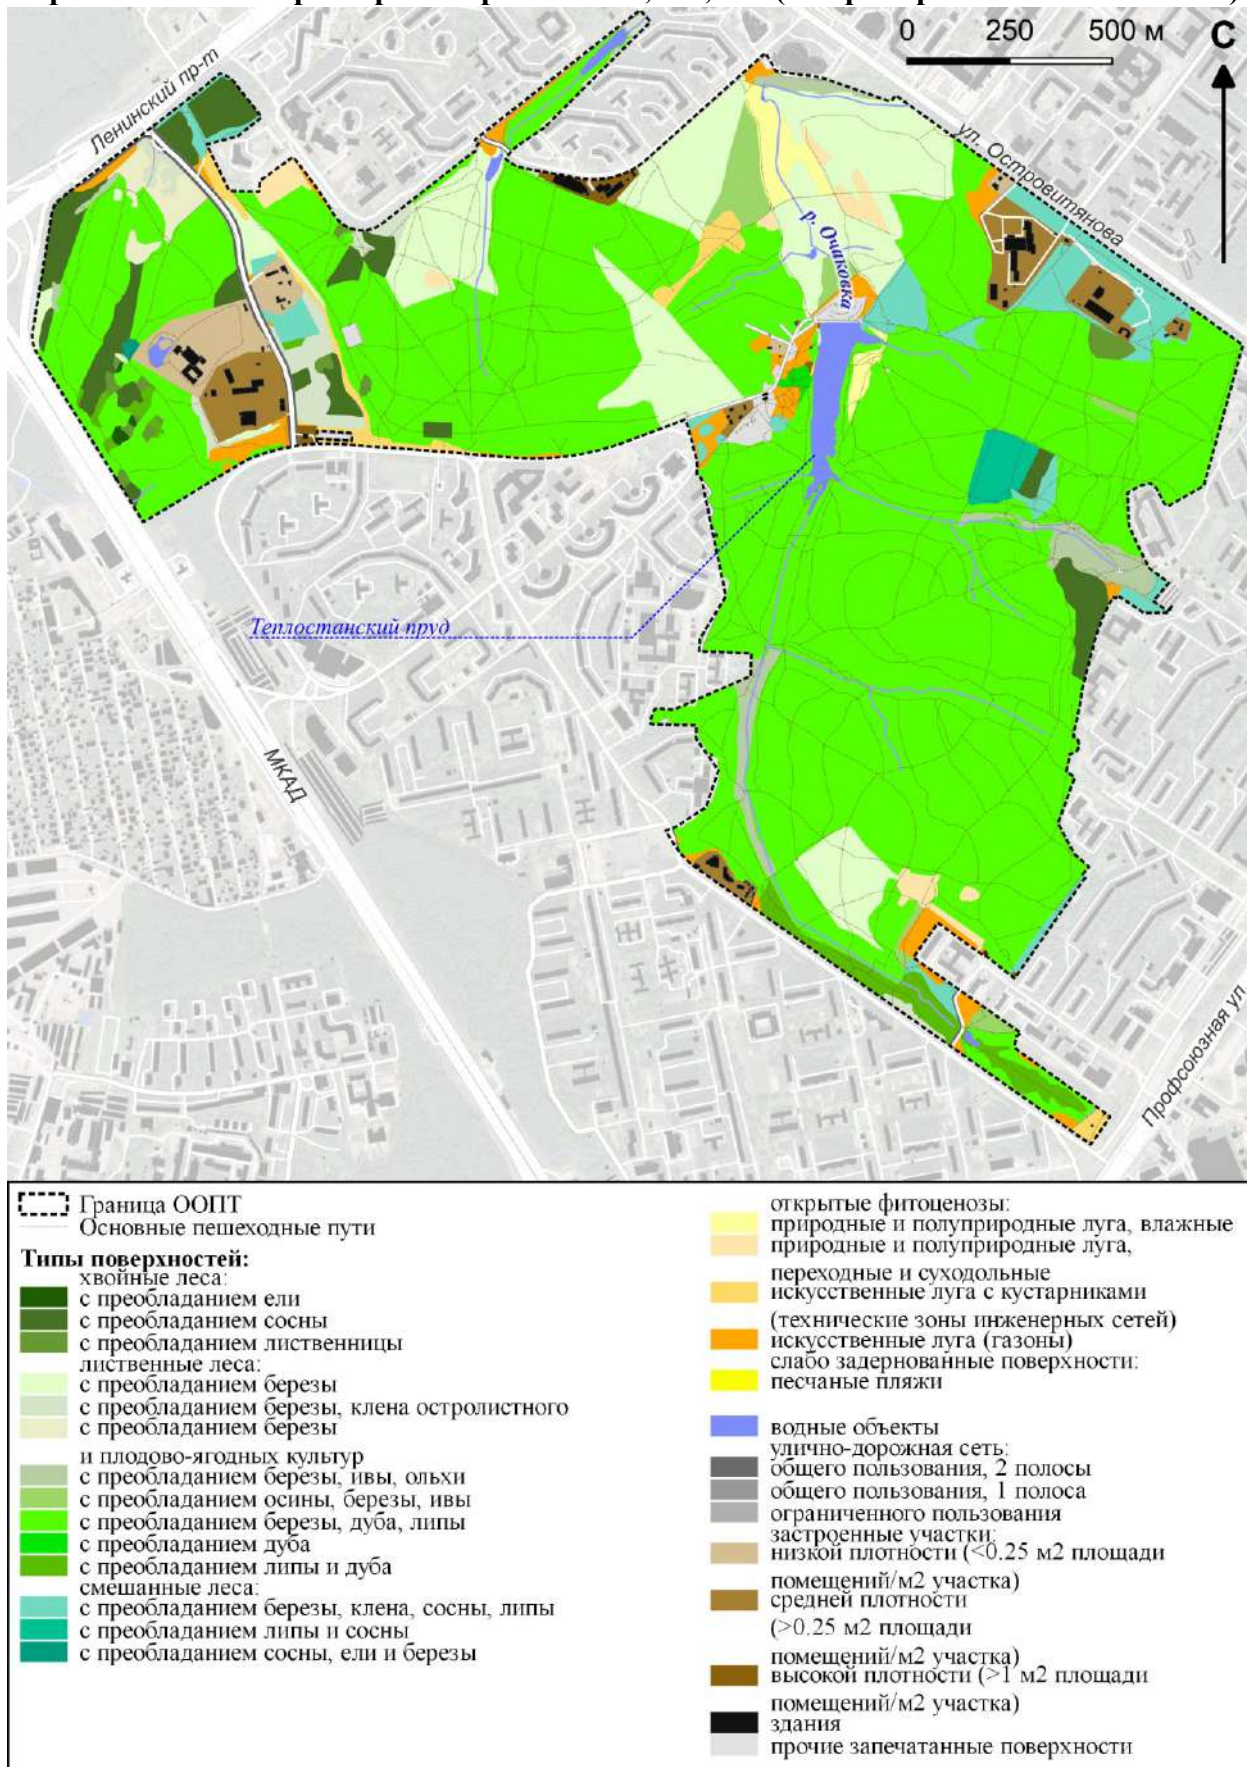 0 250 500 м
С
Ленинский пр-т
ул. Островитянова
р. Очаковка
Теплостанский пруд
МКАД
Профсоюзная ул
Граница ООПТ
Основные пешеходные пути
Типы поверхностей:
хвойные леса:
с преобладанием ели
с преобладанием сосны
с преобладанием лиственницы
лиственные леса:
с преобладанием березы
с преобладанием березы, клена остролистного
с преобладанием березы
и плодово-ягодных культур
с преобладанием березы, ивы, ольхи
с преобладанием осины, березы, ивы
с преобладанием березы, дуба, липы
с преобладанием дуба
с преобладанием липы и дуба
смешанные леса:
с преобладанием березы, клена, сосны, липы
с преобладанием липы и сосны
с преобладанием сосны, ели и березы
открытые фитоценозы:
природные и полуприродные луга, влажные
природные и полуприродные луга,
переходные и суходольные
искусственные луга с кустарниками
(технические зоны инженерных сетей)
искусственные луга (газоны)
слабо задернованные поверхности:
песчаные пляжи
водные объекты
улично-дорожная сеть:
общего пользования, 2 полосы
общего пользования, 1 полоса
ограниченного пользования
застроенные участки:
низкой плотности (<0.25 м2 площади
помещений/м2 участка)
средней плотности
(>0.25 м2 площади
помещений/м2 участка)
высокой плотности (>1 м2 площади
помещений/м2 участка)
здания
прочие запечатанные поверхности